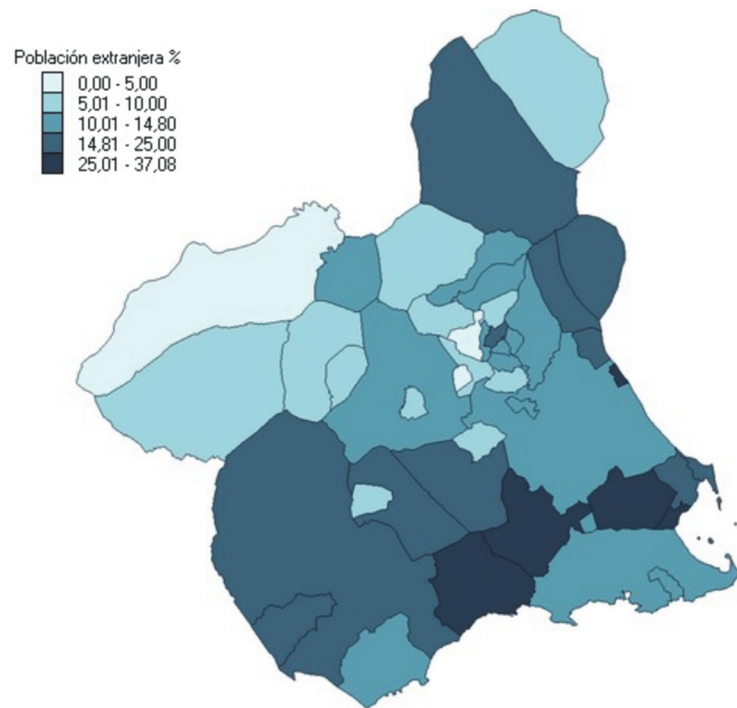 Población extranjera %
0,00 - 5,00
5,01 - 10,00
10,01 - 14,80
14,81 - 25,00
25,01 - 37,08